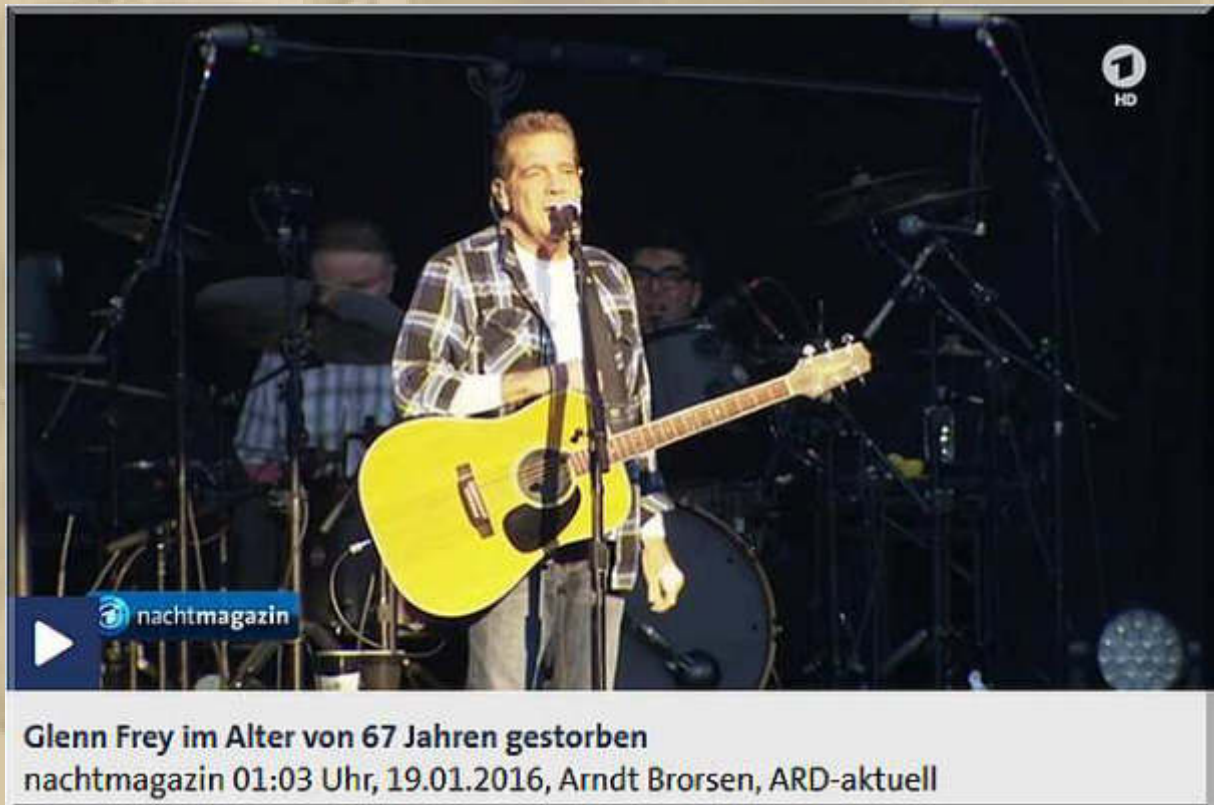 HD
nachtmagazin
Glenn Frey im Alter von 67 Jahren gestorben
nachtmagazin 01:03 Uhr, 19.01.2016, Arndt Brorsen, ARD-aktuell